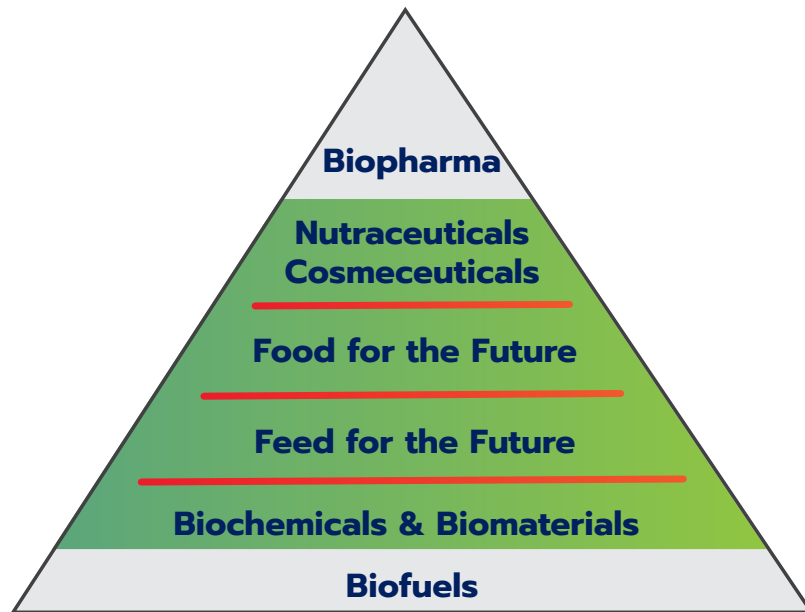 Biopharma
Nutraceuticals
Cosmeceuticals
Food for the Future
Feed for the Future
Biochemicals & Biomaterials
Biofuels